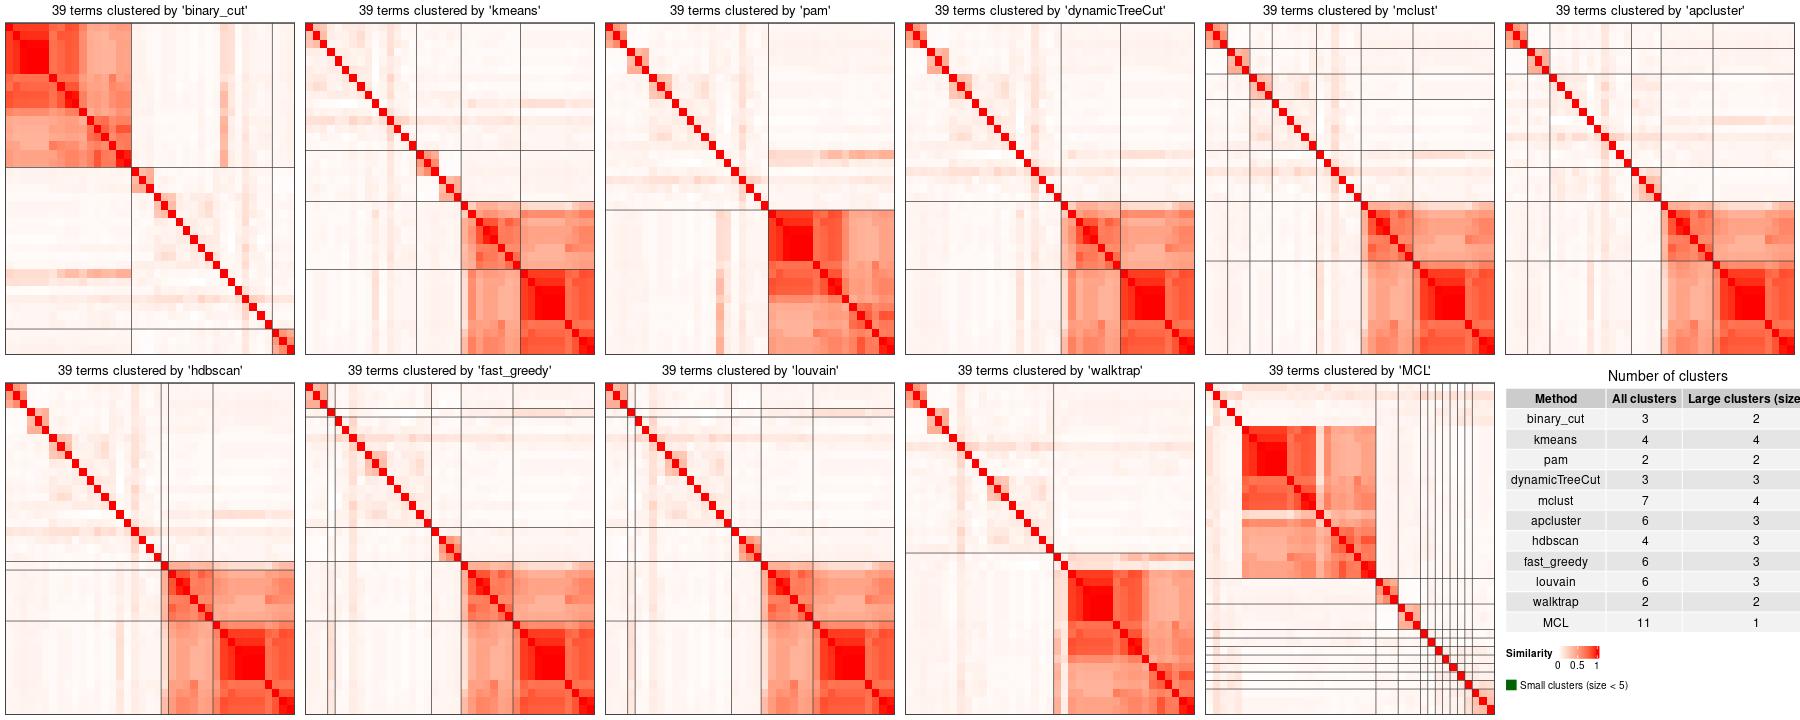 39 terms clustered by 'binary_cut'
39 terms clustered by 'kmeans'
39 terms clustered by 'pam'
39 terms clustered by 'dynamicTreeCut'
39 terms clustered by 'mclust'
39 terms clustered by 'apcluster'
39 terms clustered by 'hdbscan'
39 terms clustered by 'fast_greedy'
39 terms clustered by 'louvain'
39 terms clustered by 'walktrap'
39 terms clustered by 'MCL'
Number of clusters
Method All clusters Large clusters (size
binary_cut 3 2
kmeans 4 4
pam 2 2
dynamicTreeCut 3 3
mclust 7 4
apcluster 6 3
hdbscan 4 3
fast_greedy 6 3
louvain 6 3
walktrap 2 2
MCL 11 1
Similarity
0 0.5 1
Small clusters (size < 5)